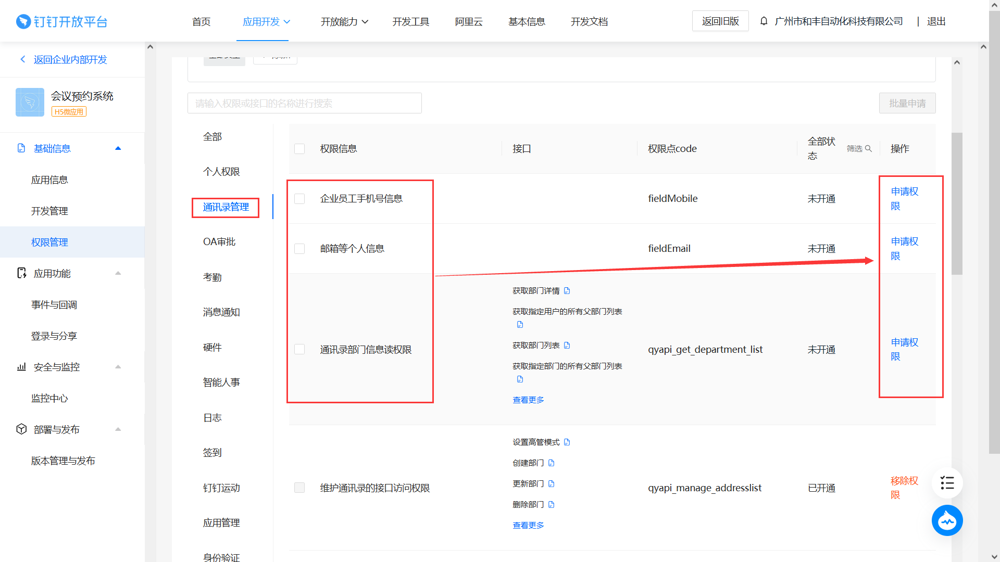 钉钉开放平台
首页
应用开发
开放能力
开发工具
阿里云
基本信息
开发文档
返回旧版
广州市和丰自动化科技有限公司
|
退出
返回企业内部开发
会议预约系统
H5微应用
基础信息
应用信息
开发管理
权限管理
应用功能
事件与回调
登录与分享
安全与监控
监控中心
部署与发布
版本管理与发布
请输入权限或接口的名称进行搜索
批量申请
全部
个人权限
通讯录管理
OA审批
考勤
消息通知
硬件
智能人事
日志
签到
钉钉运动
应用管理
身份验证
权限信息
接口
权限点code
全部状
态
筛选
操作
企业员工手机号信息
fieldMobile
未开通
申请权
限
邮箱等个人信息
fieldEmail
未开通
申请权
限
通讯录部门信息读权限
获取部门详情
获取指定用户的所有父部门列表
获取部门列表
获取指定部门的所有父部门列表
查看更多
qyapi_get_department_list
未开通
申请权
限
维护通讯录的接口访问权限
设置高管模式
创建部门
更新部门
删除部门
查看更多
qyapi_manage_addresslist
已开通
移除权
限